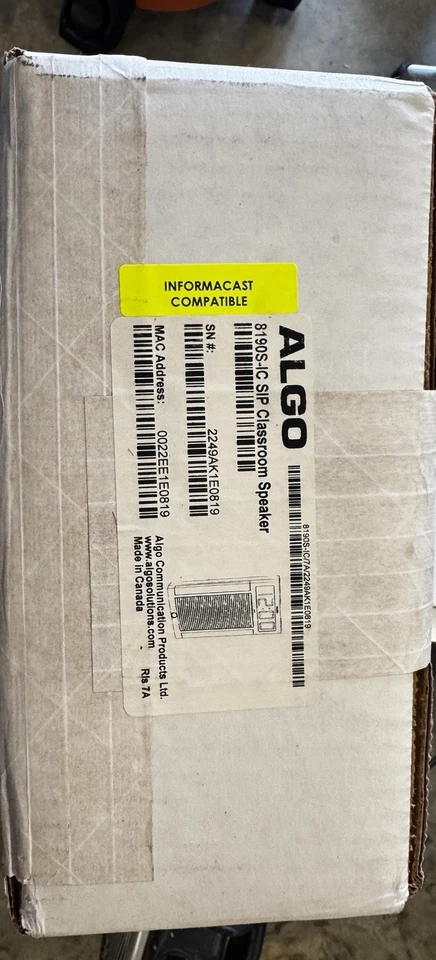 INFORMACAST
COMPATIBLE
ALGO
8190S-IC/7A/2249AK1E0819
8190S-IC SIP Classroom Speaker
SN #: 2249AK1E0819
MAC Address: 0022EE1E0819
Algo Communication Products Ltd.
www.algosolutions.com
Made in Canada
Rls 7A